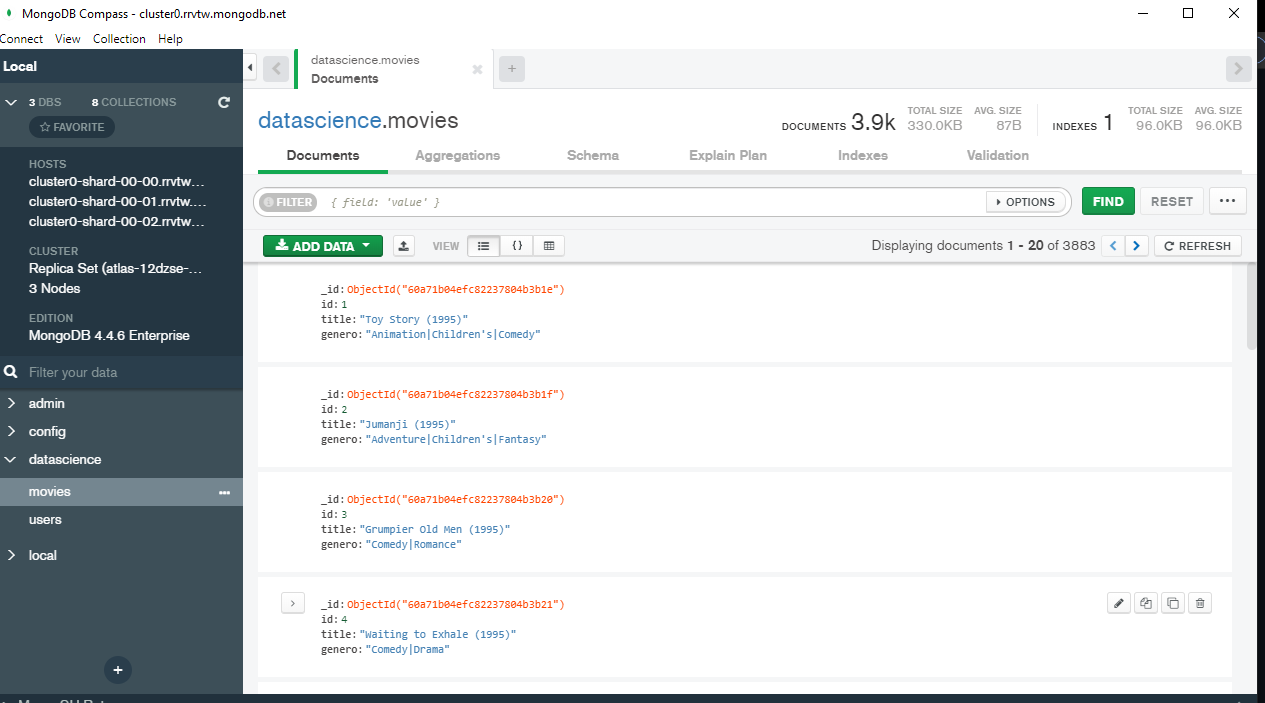 MongoDB Compass - cluster0.rrvtw.mongodb.net
Connect View Collection Help
Local
3 DBS 8 COLLECTIONS
FAVORITE
HOSTS
cluster0-shard-00-00.rrvtw...
cluster0-shard-00-01.rrvtw....
cluster0-shard-00-02.rrvtw...
CLUSTER
Replica Set (atlas-12dzse-...
3 Nodes
EDITION
MongoDB 4.4.6 Enterprise
Filter your data
admin
config
datascience
movies
users
local
datascience.movies
Documents
datascience.movies
DOCUMENTS 3.9k TOTAL SIZE 330.0KB AVG. SIZE 87B INDEXES 1 TOTAL SIZE 96.0KB AVG. SIZE 96.0KB
Documents Aggregations Schema Explain Plan Indexes Validation
FILTER { field: 'value' } OPTIONS FIND RESET ...
ADD DATA VIEW {} Displaying documents 1 - 20 of 3883 REFRESH
_id: ObjectId("60a71b04efc82237804b3b1e")
id: 1
title: "Toy Story (1995)"
genero: "Animation|Children's|Comedy"
_id: ObjectId("60a71b04efc82237804b3b1f")
id: 2
title: "Jumanji (1995)"
genero: "Adventure|Children's|Fantasy"
_id: ObjectId("60a71b04efc82237804b3b20")
id: 3
title: "Grumpier Old Men (1995)"
genero: "Comedy|Romance"
_id: ObjectId("60a71b04efc82237804b3b21")
id: 4
title: "Waiting to Exhale (1995)"
genero: "Comedy|Drama"